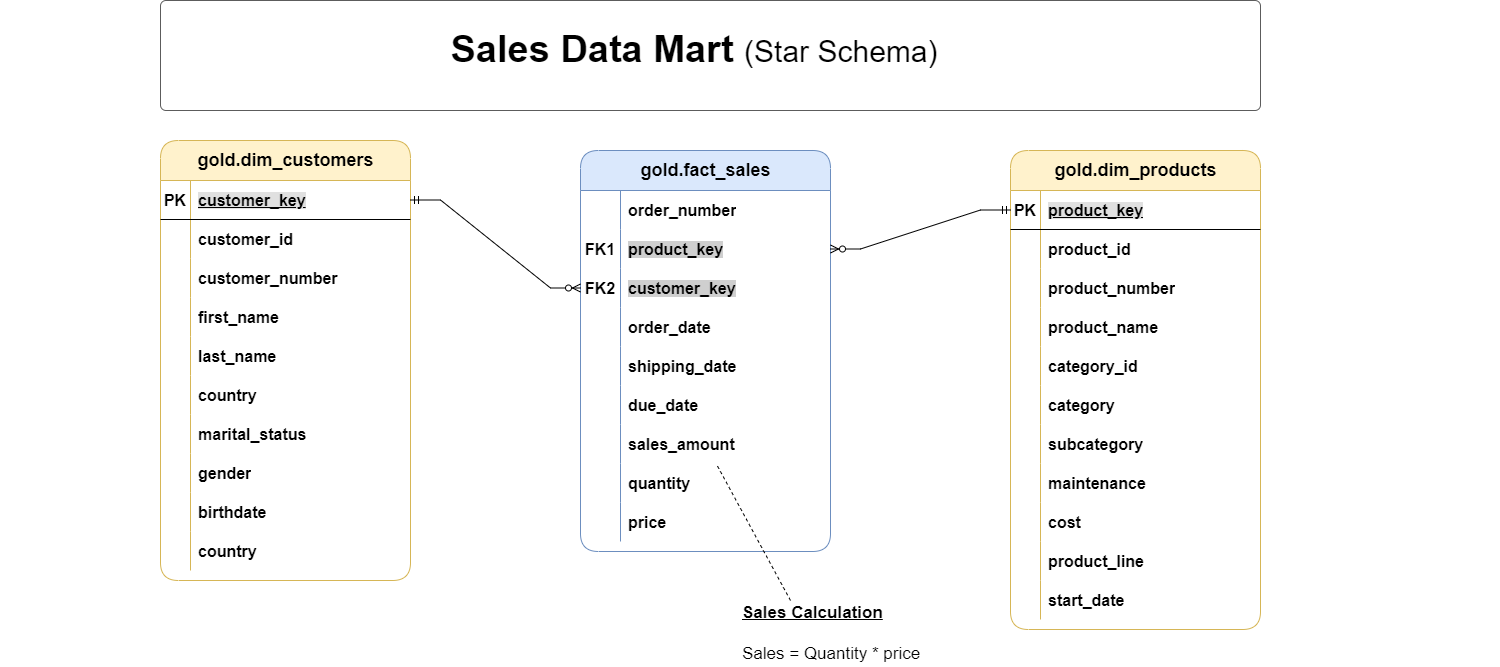 Sales Data Mart (Star Schema)
gold.dim_customers
PK customer_key
customer_id
customer_number
first_name
last_name
country
marital_status
gender
birthdate
country
gold.fact_sales
order_number
FK1 product_key
FK2 customer_key
order_date
shipping_date
due_date
sales_amount
quantity
price
Sales Calculation
Sales = Quantity * price
gold.dim_products
PK product_key
product_id
product_number
product_name
category_id
category
subcategory
maintenance
cost
product_line
start_date